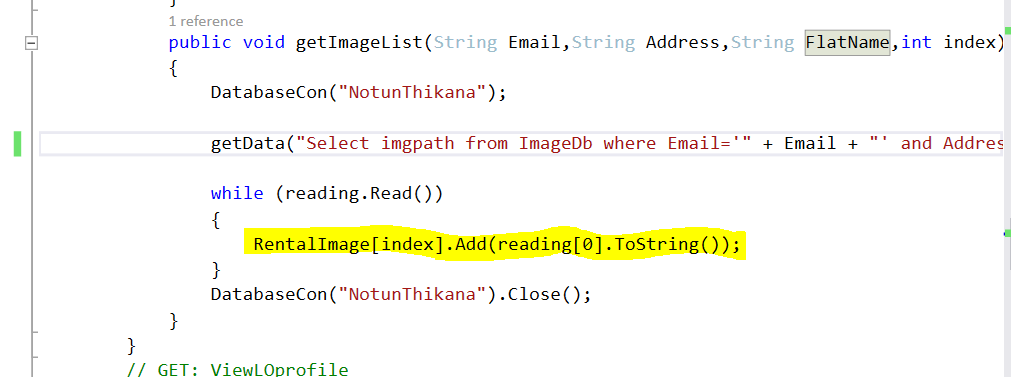 }
1 reference
public void getImageList(String Email,String Address,String FlatName,int index)
{
DatabaseCon("NotunThikana");
getData("Select imgpath from ImageDb where Email='" + Email + "' and Addres
while (reading.Read())
{
RentalImage[index].Add(reading[0].ToString());
}
DatabaseCon("NotunThikana").Close();
}
}
// GET: ViewLOprofile